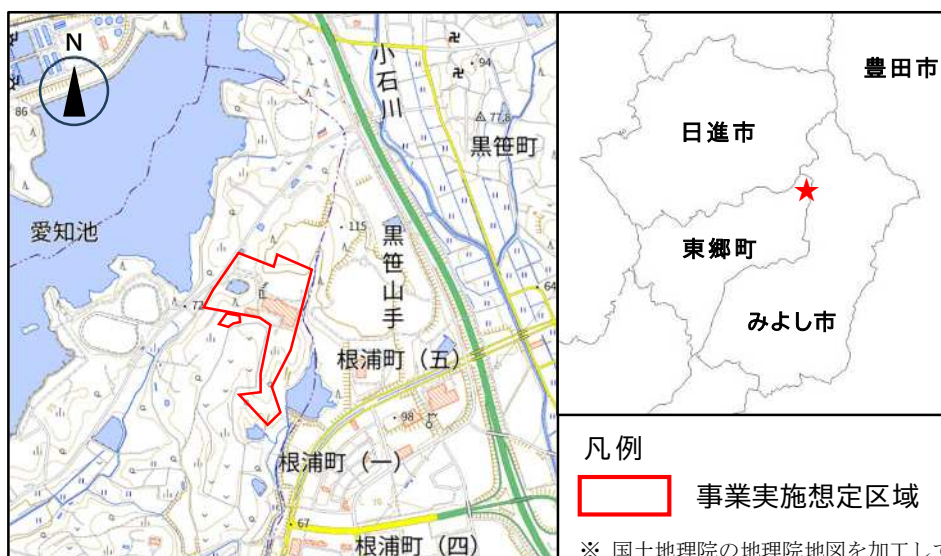 N
86
愛知池
小石川
94
77.8
黒笹町
115
黒笹山手
77
64
根浦町（五）
98
根浦町（一）
67
根浦町（四）
豊田市
日進市
東郷町
みよし市
凡例
事業実施想定区域
※ 国土地理院の地理院地図を加工して